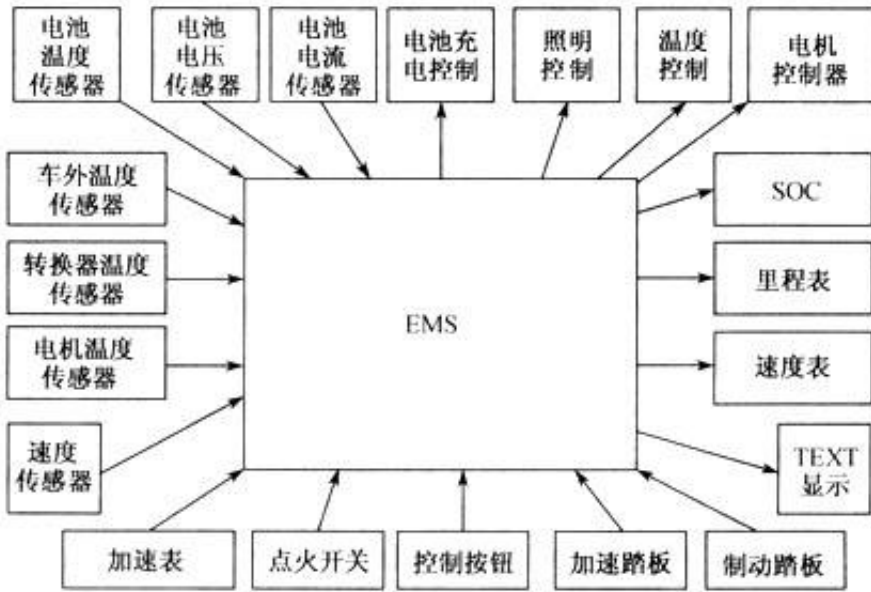 电池
温度
传感器
电池
电压
传感器
电池
电流
传感器
电池充
电控制
照明
控制
温度
控制
电机
控制器
车外温度
传感器
转换器温度
传感器
电机温度
传感器
速度
传感器
EMS
SOC
里程表
速度表
TEXT
显示
加速表
点火开关
控制按钮
加速踏板
制动踏板